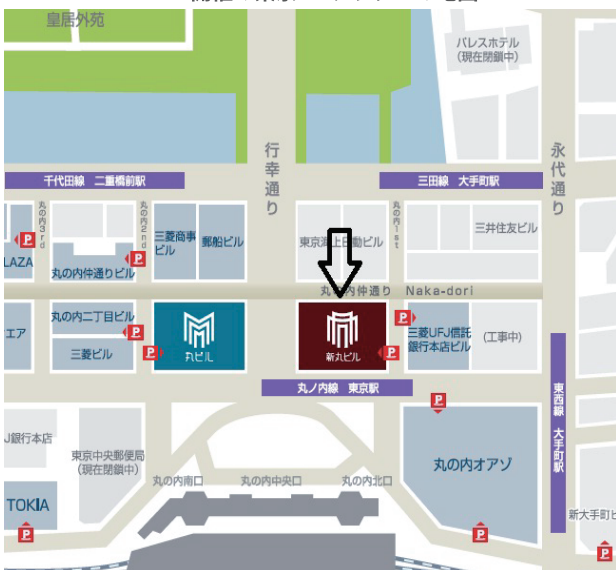 皇居外苑
パレスホテル
(現在閉鎖中)
行幸通り
永代通り
千代田線 二重橋前駅
三田線 大手町駅
丸の内3rd
丸の内2nd
丸の内1st
P
LAZA
P
丸の内仲通りビル
三菱商事
ビル
郵船ビル
東京海上日動ビル
三井住友ビル
丸の内仲通り Naka-dori
エア
丸の内二丁目ビル
P
三菱ビル
P
丸ビル
新丸ビル
P
P
三菱UFJ信託
銀行本店ビル
(工事中)
丸ノ内線 東京駅
東西線 大手町駅
P
J銀行本店
東京中央郵便局
(現在閉鎖中)
丸の内南口
丸の内中央口
丸の内北口
丸の内オアゾ
TOKIA
P
P
新大手町ビ
P